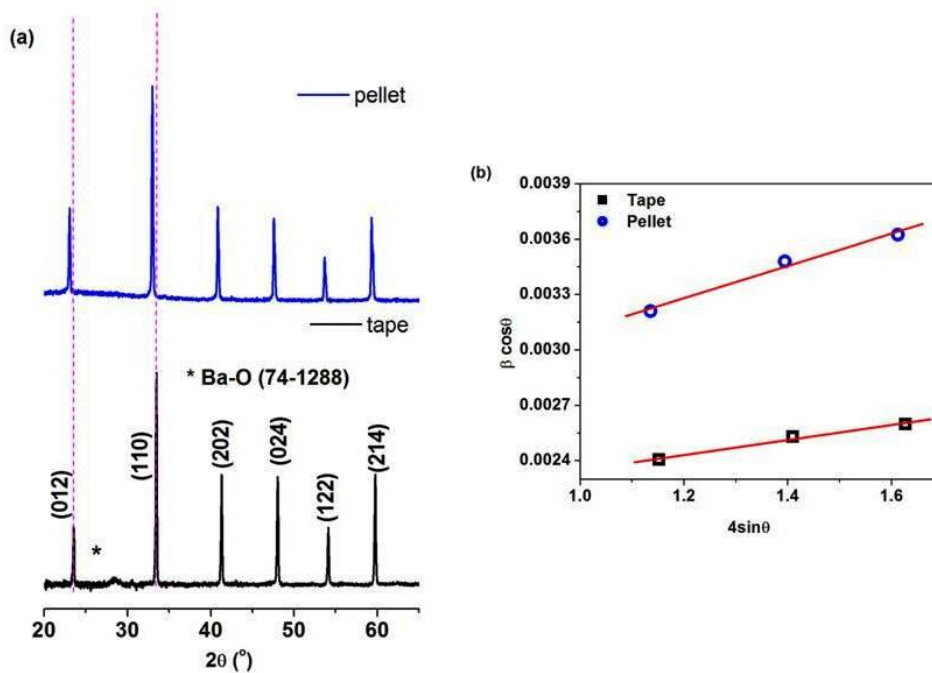 (a)
pellet
tape
* Ba-O (74-1288)
(012)
*
(110)
(202)
(024)
(122)
(214)
20 30 40 50 60
2θ (°)
(b)
0.0039
0.0036
0.0033
0.0030
0.0027
0.0024
β cosθ
Tape
Pellet
1.0 1.2 1.4 1.6
4sinθ